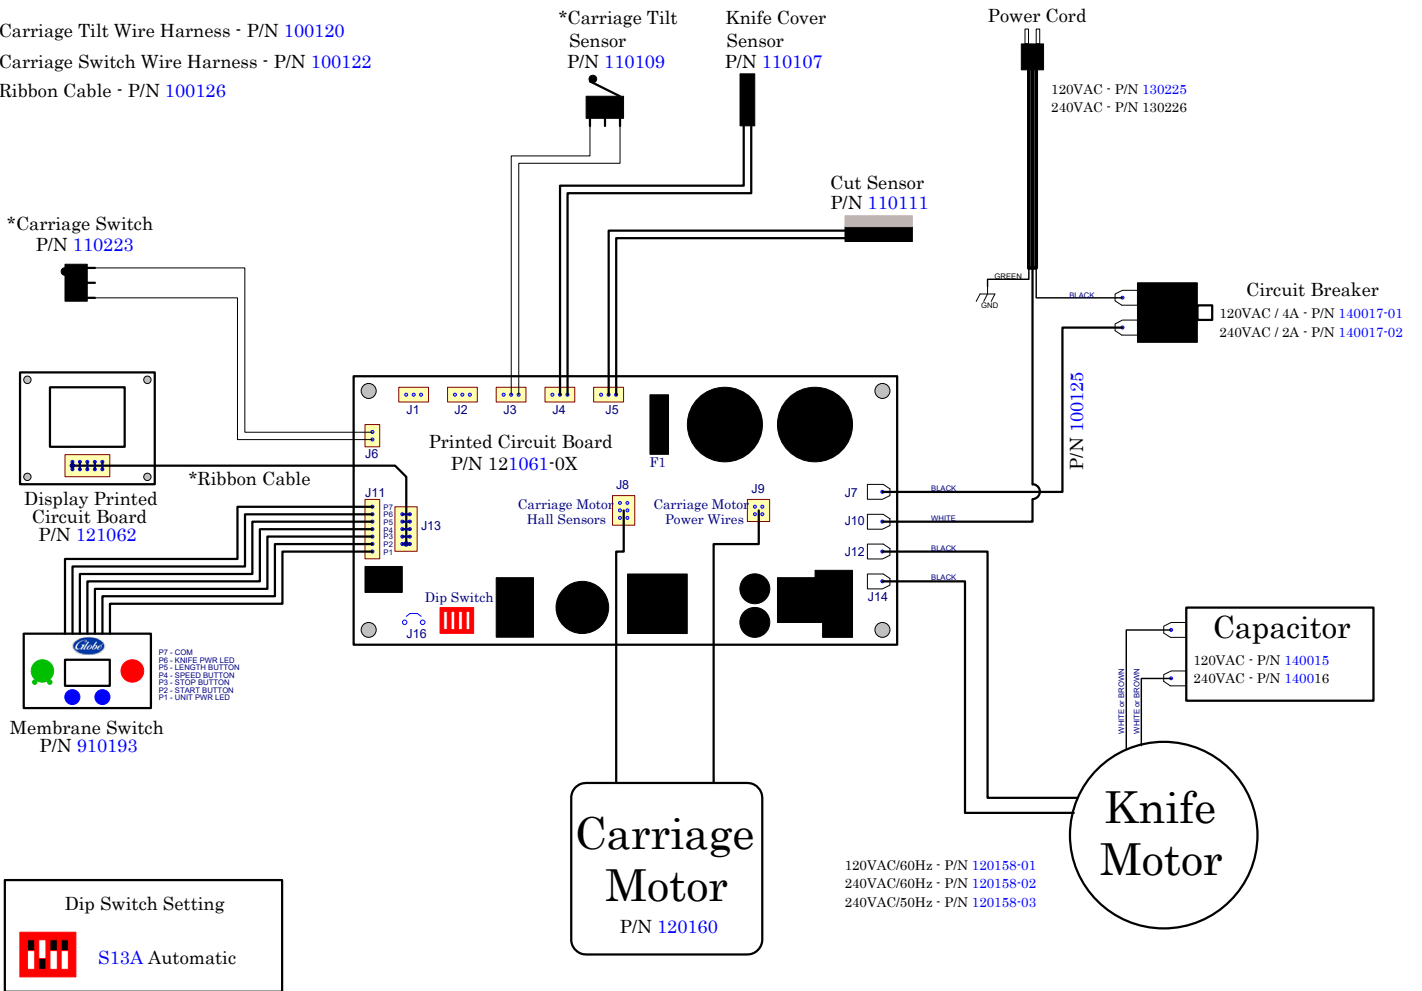 Carriage Tilt Wire Harness - P/N 100120
Carriage Switch Wire Harness - P/N 100122
Ribbon Cable - P/N 100126
*Carriage Tilt
Sensor
P/N 110109
Knife Cover
Sensor
P/N 110107
Power Cord
120VAC - P/N 130225
240VAC - P/N 130226
Cut Sensor
P/N 110111
*Carriage Switch
P/N 110223
GREEN
GND
BLACK
Circuit Breaker
120VAC / 4A - P/N 140017-01
240VAC / 2A - P/N 140017-02
P/N 100125
J1
J2
J3
J4
J5
J6
Printed Circuit Board
P/N 121061-0X
F1
*Ribbon Cable
Display Printed
Circuit Board
P/N 121062
J11
P7
P6
P5
P4
P3
P2
P1
J13
J8
Carriage Motor
Hall Sensors
J9
Carriage Motor
Power Wires
J7
BLACK
J10
WHITE
J12
BLACK
J14
BLACK
Dip Switch
J16
Globe
P7 - COM
P6 - KNIFE PWR LED
P5 - LENGTH BUTTON
P4 - SPEED BUTTON
P3 - STOP BUTTON
P2 - START BUTTON
P1 - UNIT PWR LED
Membrane Switch
P/N 910193
Capacitor
120VAC - P/N 140015
240VAC - P/N 140016
WHITE or BROWN
WHITE or BROWN
Knife
Motor
120VAC/60Hz - P/N 120158-01
240VAC/60Hz - P/N 120158-02
240VAC/50Hz - P/N 120158-03
Carriage
Motor
P/N 120160
Dip Switch Setting
S13A Automatic